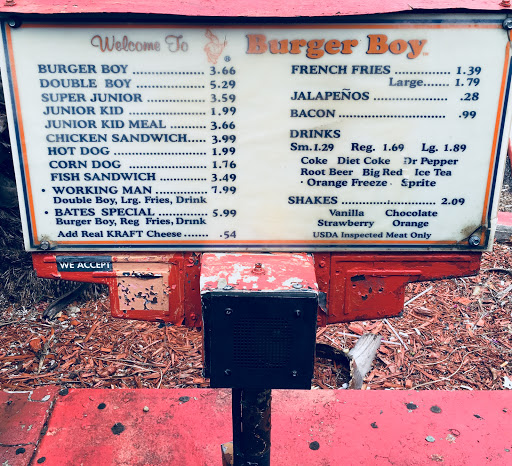 Welcome To ® Burger Boy™
BURGER BOY .................. 3.66
DOUBLE BOY ................ 5.29
SUPER JUNIOR .............. 3.59
JUNIOR KID ................... 1.99
JUNIOR KID MEAL ......... 3.66
CHICKEN SANDWICH.... 3.99
HOT DOG ....................... 1.99
CORN DOG .................... 1.76
FISH SANDWICH ............ 3.49
• WORKING MAN ............. 7.99
Double Boy, Lrg. Fries, Drink
• BATES SPECIAL .............. 5.99
Burger Boy, Reg Fries, Drunk
Add Real KRAFT Cheese ...... .54
FRENCH FRIES .............. 1.39
Large....... 1.79
JALAPEÑOS ........................ .28
BACON ............................... .99
DRINKS
Sm.1.29 Reg. 1.69 Lg. 1.89
Coke Diet Coke Dr Pepper
Root Beer Big Red Ice Tea
• Orange Freeze • Sprite
SHAKES ........................ 2.09
Vanilla Chocolate
Strawberry Orange
USDA Inspected Meat Only
WE ACCEPT